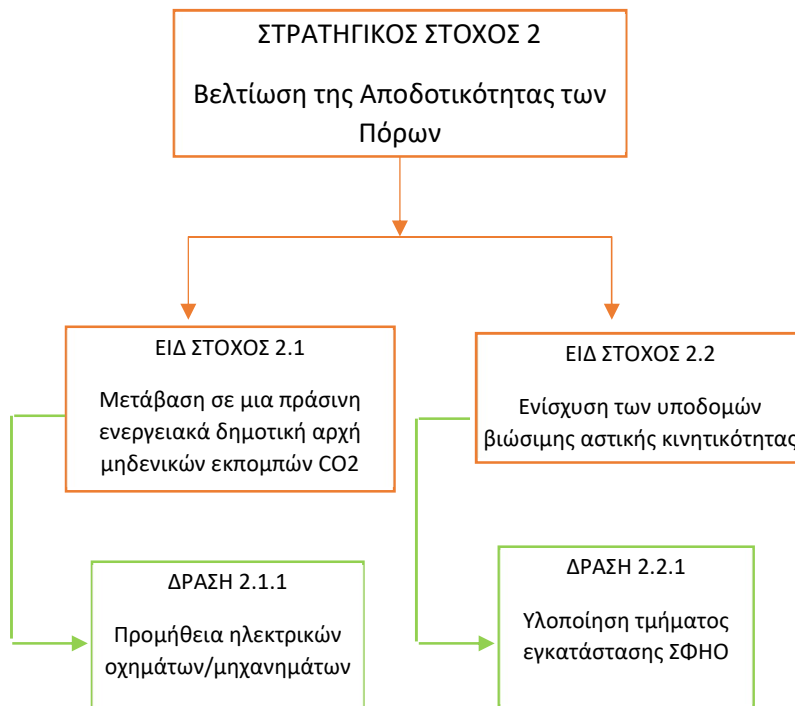 ΣΤΡΑΤΗΓΙΚΟΣ ΣΤΟΧΟΣ 2
Βελτίωση της Αποδοτικότητας των
Πόρων
ΕΙΔ ΣΤΟΧΟΣ 2.1
Μετάβαση σε μια πράσινη
ενεργειακά δημοτική αρχή
μηδενικών εκπομπών CO2
ΕΙΔ ΣΤΟΧΟΣ 2.2
Ενίσχυση των υποδομών
βιώσιμης αστικής κινητικότητας
ΔΡΑΣΗ 2.1.1
Προμήθεια ηλεκτρικών
οχημάτων/μηχανημάτων
ΔΡΑΣΗ 2.2.1
Υλοποίηση τμήματος
εγκατάστασης ΣΦΗΟ